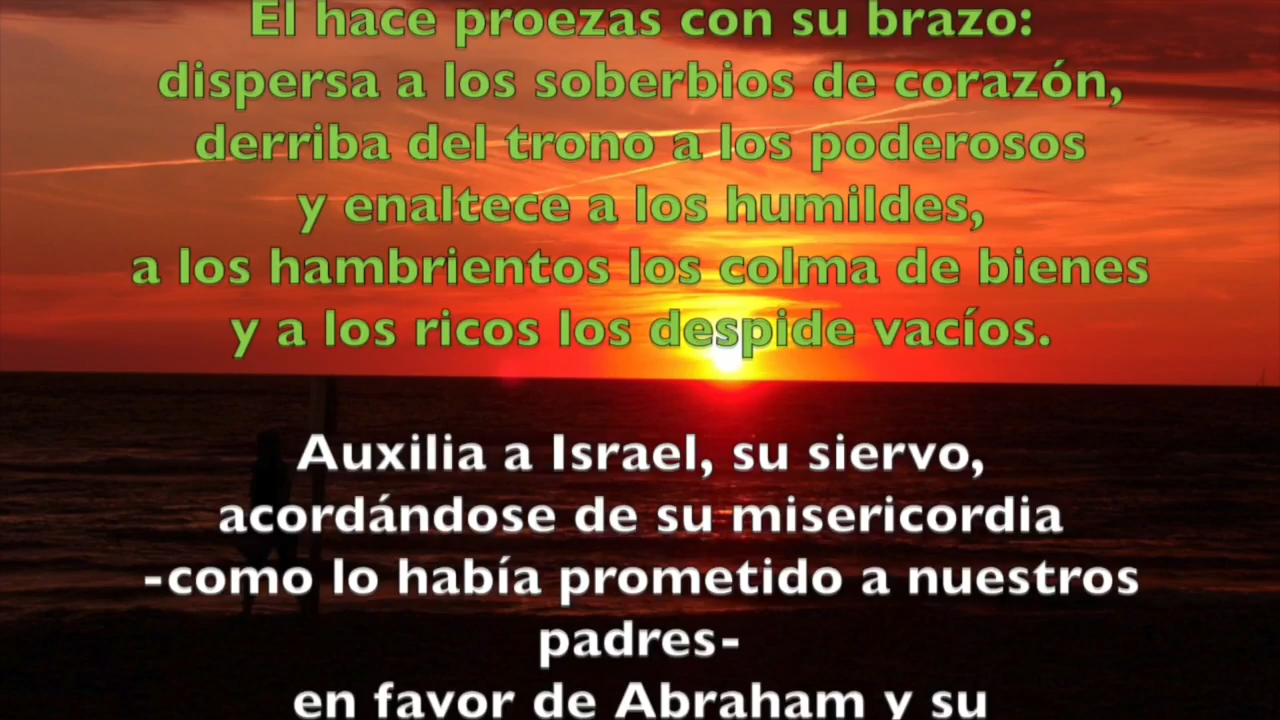 El hace proezas con su brazo:
dispersa a los soberbios de corazón,
derriba del trono a los poderosos
y enaltece a los humildes,
a los hambrientos los colma de bienes
y a los ricos los despide vacíos.
Auxilia a Israel, su siervo,
acordándose de su misericordia
-como lo había prometido a nuestros
padres-
en favor de Abraham y su